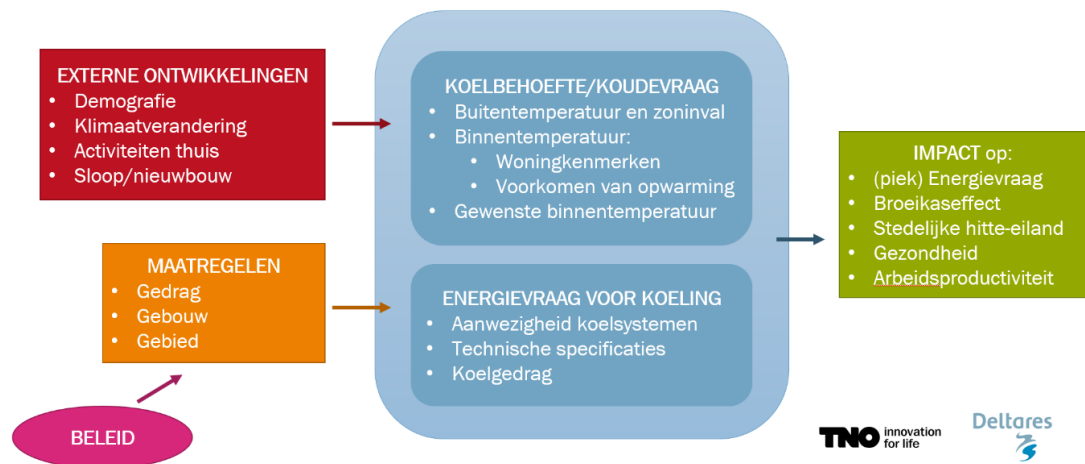 EXTERNE ONTWIKKELINGEN
• Demografie
• Klimaatverandering
• Activiteiten thuis
• Sloop/nieuwbouw
MAATREGELEN
• Gedrag
• Gebouw
• Gebied
BELEID
KOELBEHOEFTE/KOUDEVRAAG
• Buitentemperatuur en zoninval
• Binnentemperatuur:
• Woningkenmerken
• Voorkomen van opwarming
• Gewenste binnentemperatuur
ENERGIEVRAAG VOOR KOELING
• Aanwezigheid koelsystemen
• Technische specificaties
• Koelgedrag
IMPACT op:
• (piek) Energievraag
• Broeikaseffect
• Stedelijke hitte-eiland
• Gezondheid
• Arbeidsproductiviteit
TNO innovation
for life
Deltares